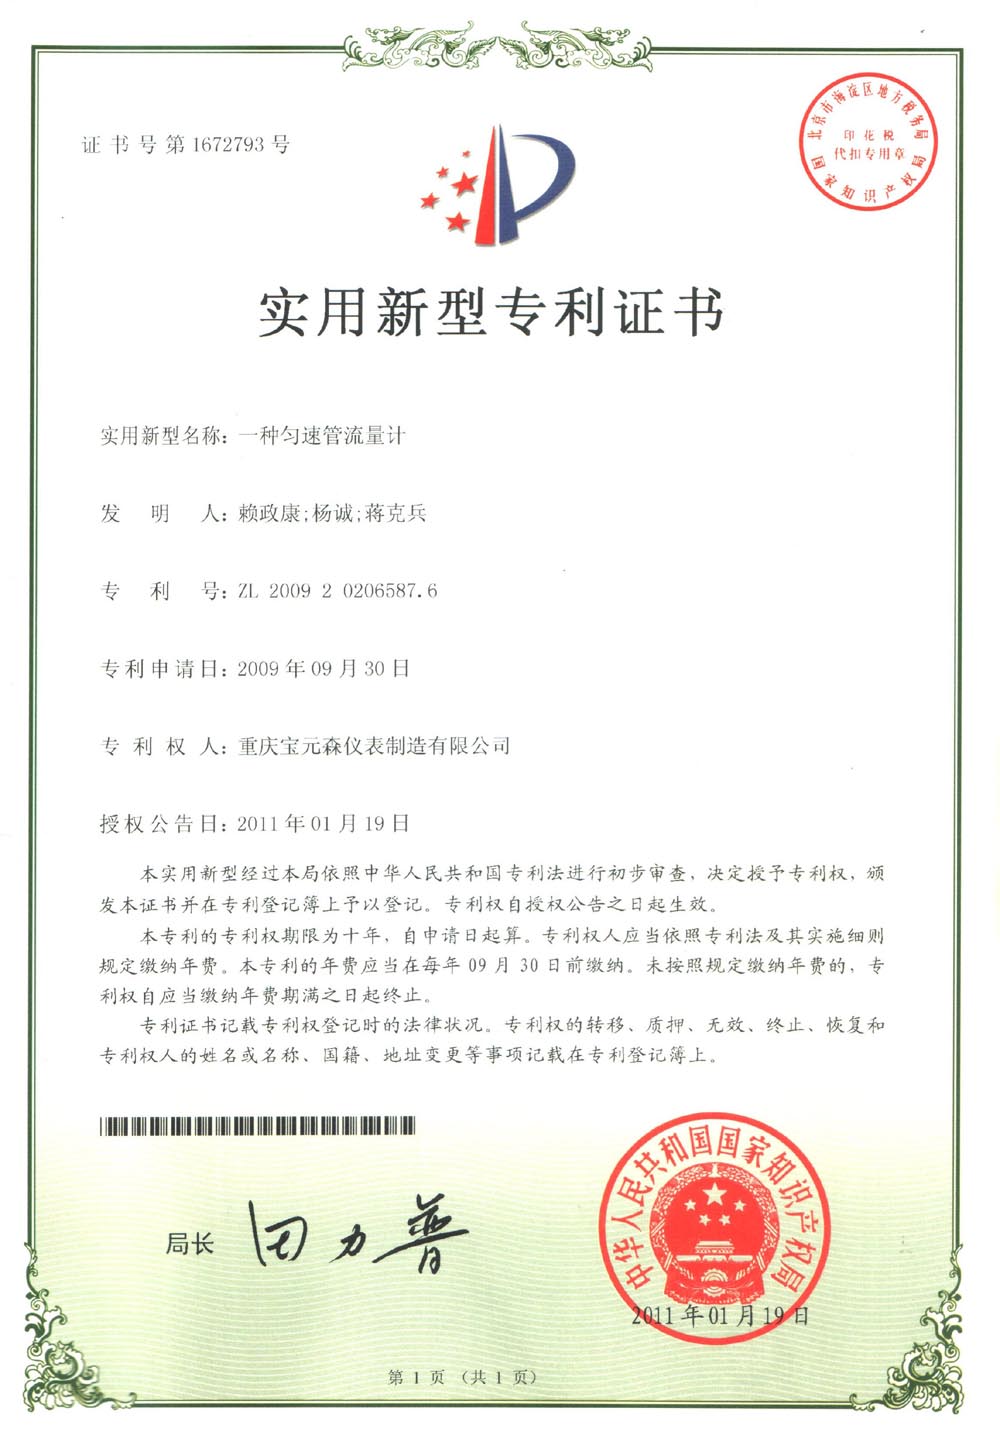 证书号第1672793号
北京市海淀区地方税务局
印花税
代扣专用章
国家知识产权局
实用新型专利证书
实用新型名称：一种匀速管流量计
发明人：赖政康;杨诚;蒋克兵
专利号：ZL 2009 2 0206587.6
专利申请日：2009年09月30日
专利权人：重庆宝元森仪表制造有限公司
授权公告日：2011年01月19日
本实用新型经过本局依照中华人民共和国专利法进行初步审查，决定授予专利权，颁
发本证书并在专利登记簿上予以登记。专利权自授权公告之日起生效。
本专利的专利权期限为十年，自申请日起算。专利权人应当依照专利法及其实施细则
规定缴纳年费。本专利的年费应当在每年09月30日前缴纳。未按照规定缴纳年费的，专
利权自应当缴纳年费期满之日起终止。
专利证书记载专利权登记时的法律状况。专利权的转移、质押、无效、终止、恢复和
专利权人的姓名或名称、国籍、地址变更等事项记载在专利登记簿上。
局长
田力普
中华人民共和国国家知识产权局
2011年01月19日
第1页（共1页）